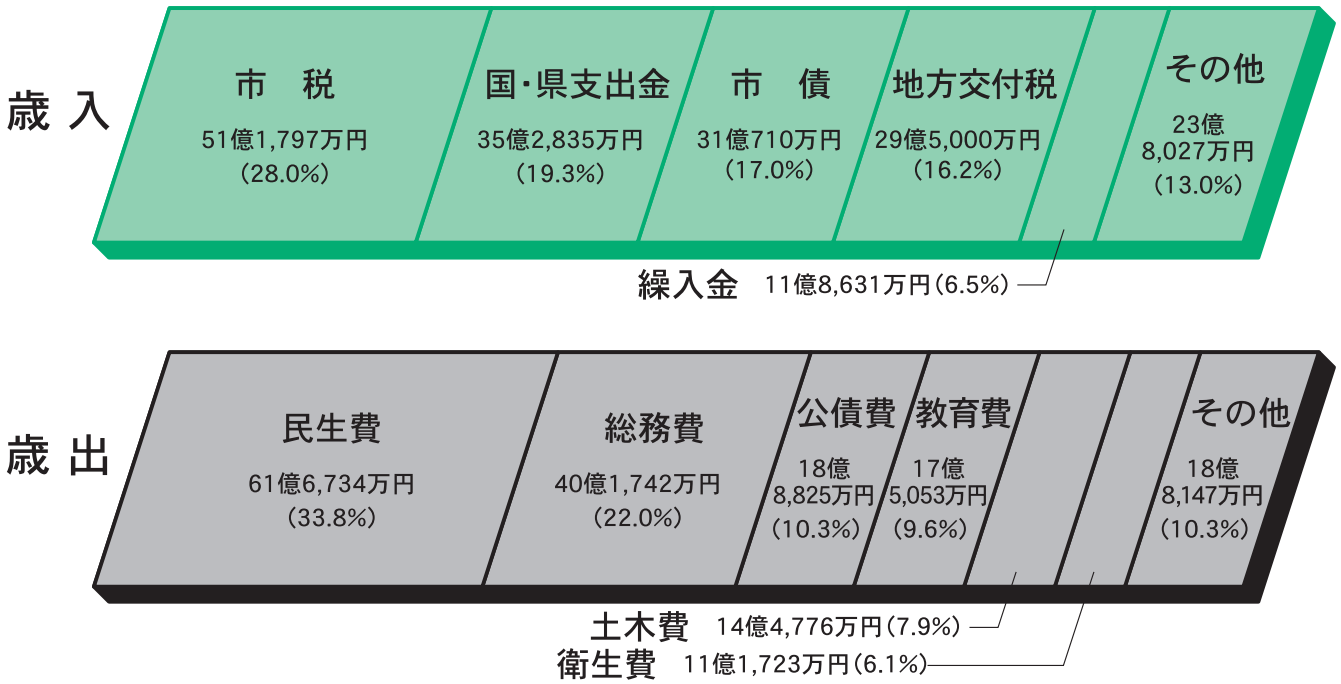 歳入
市　税
51億1,797万円
(28.0%)
国・県支出金
35億2,835万円
(19.3%)
市　債
31億710万円
(17.0%)
地方交付税
29億5,000万円
(16.2%)
その他
23億
8,027万円
(13.0%)
繰入金　11億8,631万円(6.5%)
歳出
民生費
61億6,734万円
(33.8%)
総務費
40億1,742万円
(22.0%)
公債費
18億
8,825万円
(10.3%)
教育費
17億
5,053万円
(9.6%)
その他
18億
8,147万円
(10.3%)
土木費　14億4,776万円(7.9%)
衛生費　11億1,723万円(6.1%)